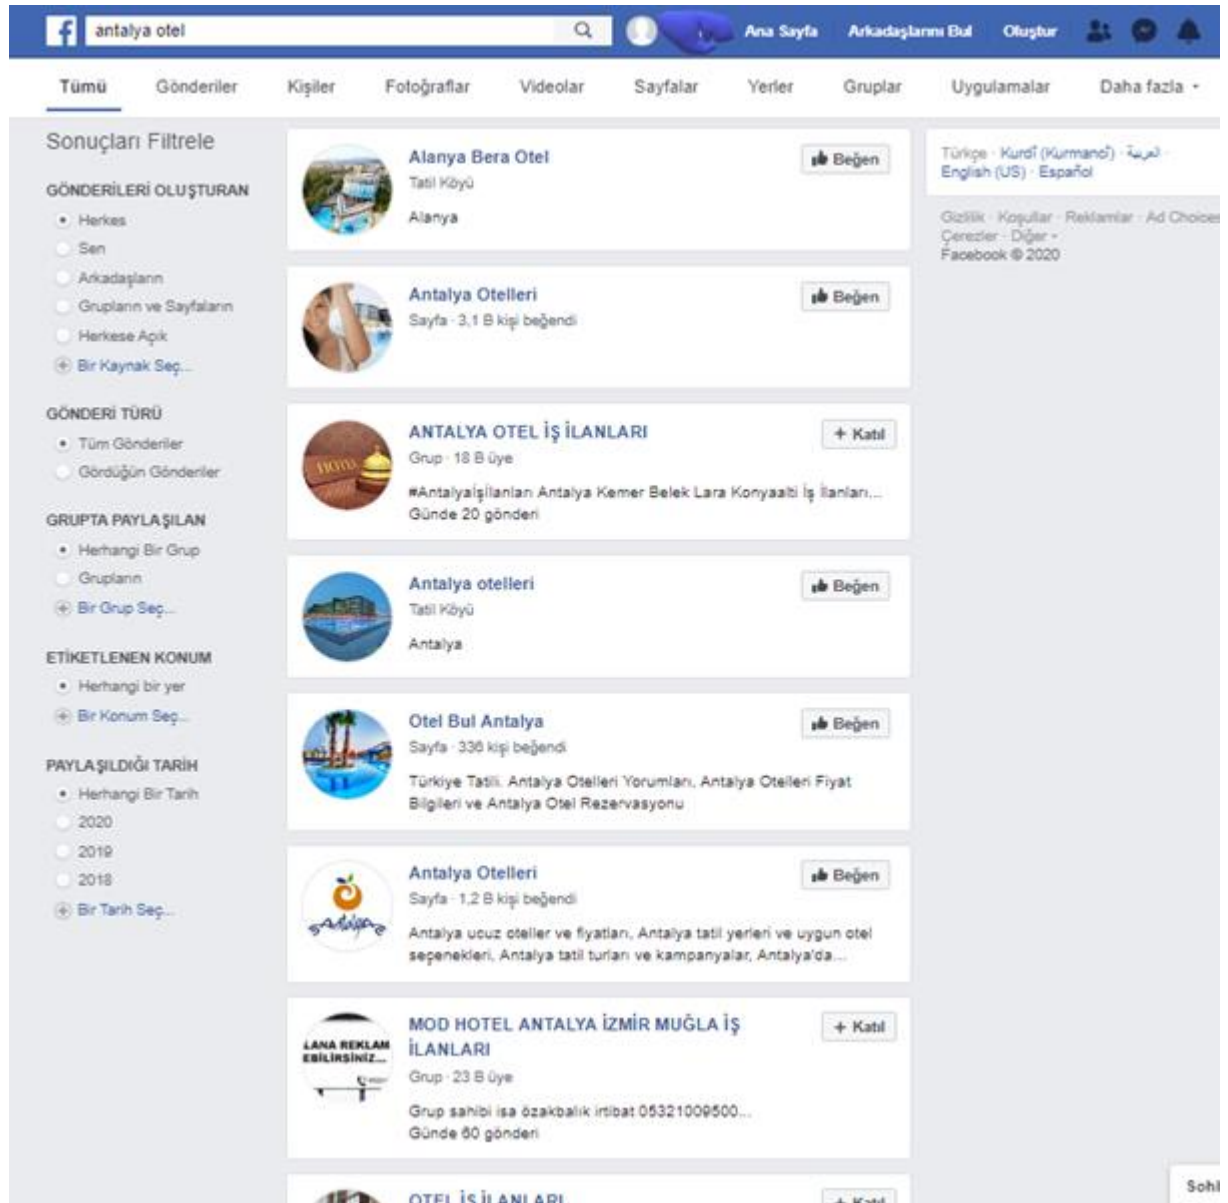 f
antalya otel
Ana Sayfa
Arkadaşlarını Bul
Oluştur
Tümü
Gönderiler
Kişiler
Fotoğraflar
Videolar
Sayfalar
Yerler
Gruplar
Uygulamalar
Daha fazla
Sonuçları Filtrele
GÖNDERİLERİ OLUŞTURAN
Herkes
Sen
Arkadaşların
Grupların ve Sayfaların
Herkese Açık
Bir Kaynak Seç...
GÖNDERİ TÜRÜ
Tüm Gönderiler
Gördüğün Gönderiler
GRUPTA PAYLAŞILAN
Herhangi Bir Grup
Grupların
Bir Grup Seç...
ETİKETLENEN KONUM
Herhangi bir yer
Bir Konum Seç...
PAYLAŞILDIĞI TARİH
Herhangi Bir Tarih
2020
2019
2018
Bir Tarih Seç...
Alanya Bera Otel
Beğen
Tatil Köyü
Alanya
Antalya Otelleri
Beğen
Sayfa · 3,1 B kişi beğendi
HOTEL
ANTALYA OTEL İŞ İLANLARI
+ Katıl
Grup · 18 B üye
#Antalyaişilanları Antalya Kemer Belek Lara Konyaalti İş İlanları...
Günde 20 gönderi
Antalya otelleri
Beğen
Tatil Köyü
Antalya
Otel Bul Antalya
Beğen
Sayfa · 336 kişi beğendi
Türkiye Tatili. Antalya Otelleri Yorumları, Antalya Otelleri Fiyat
Bilgileri ve Antalya Otel Rezervasyonu
Antalya
Antalya Otelleri
Beğen
Sayfa · 1,2 B kişi beğendi
Antalya ucuz oteller ve fiyatları, Antalya tatil yerleri ve uygun otel
seçenekleri, Antalya tatil turları ve kampanyalar, Antalya'da...
LANA REKLAM
EBİLİRSİNİZ...
MOD HOTEL ANTALYA İZMİR MUĞLA İŞ
İLANLARI
+ Katıl
Grup · 23 B üye
Grup sahibi isa özakbalık irtibat 05321009500...
Günde 60 gönderi
OTEL İŞ İLANLARI
+ Katıl
Türkçe · Kurdî (Kurmancî) · العربية ·
English (US) · Español
Gizlilik · Koşullar · Reklamlar · Ad Choices
Çerezler · Diğer
Facebook © 2020
Sohb